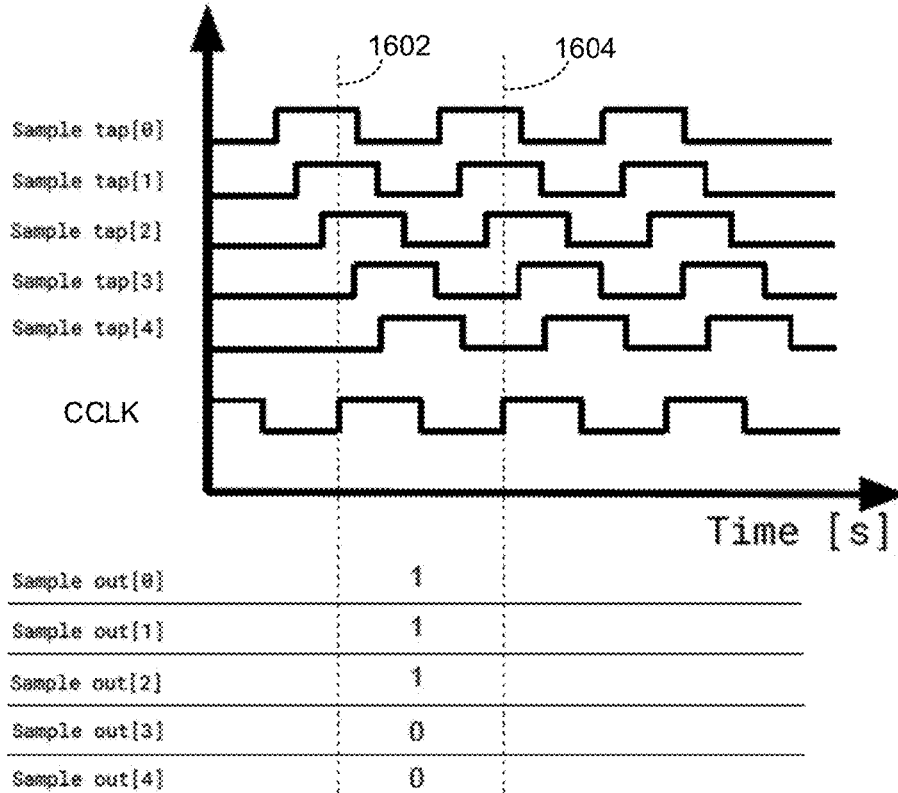 1602
1604
Sample tap[0]
Sample tap[1]
Sample tap[2]
Sample tap[3]
Sample tap[4]
CCLK
Time [s]
Sample out[0] 1
Sample out[1] 1
Sample out[2] 1
Sample out[3] 0
Sample out[4] 0